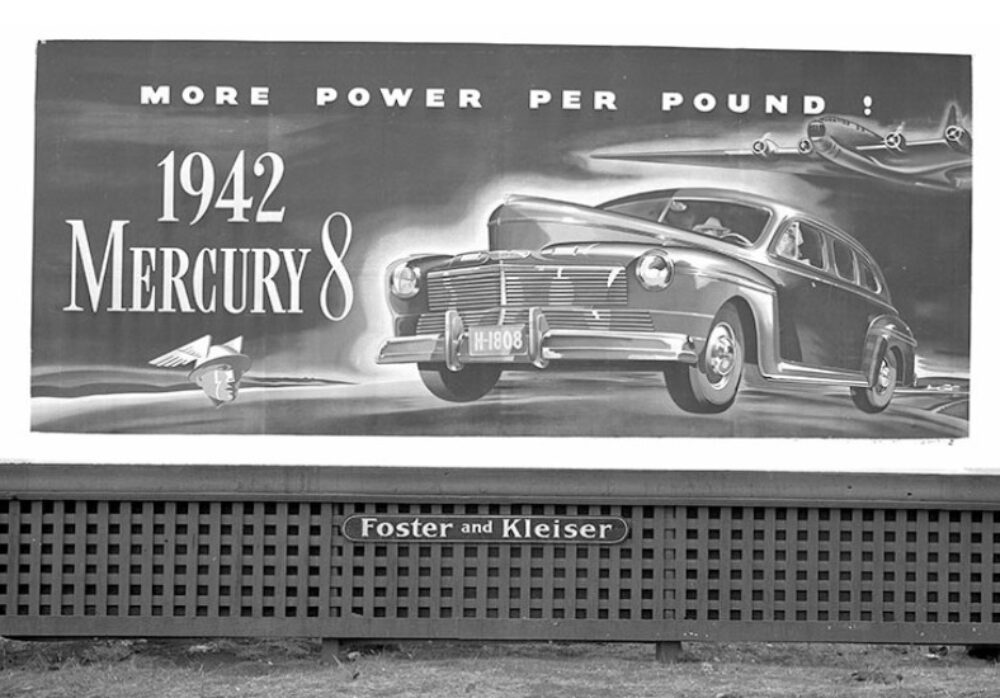 MORE POWER PER POUND !
1942
MERCURY 8
H-1808
Foster and Kleiser